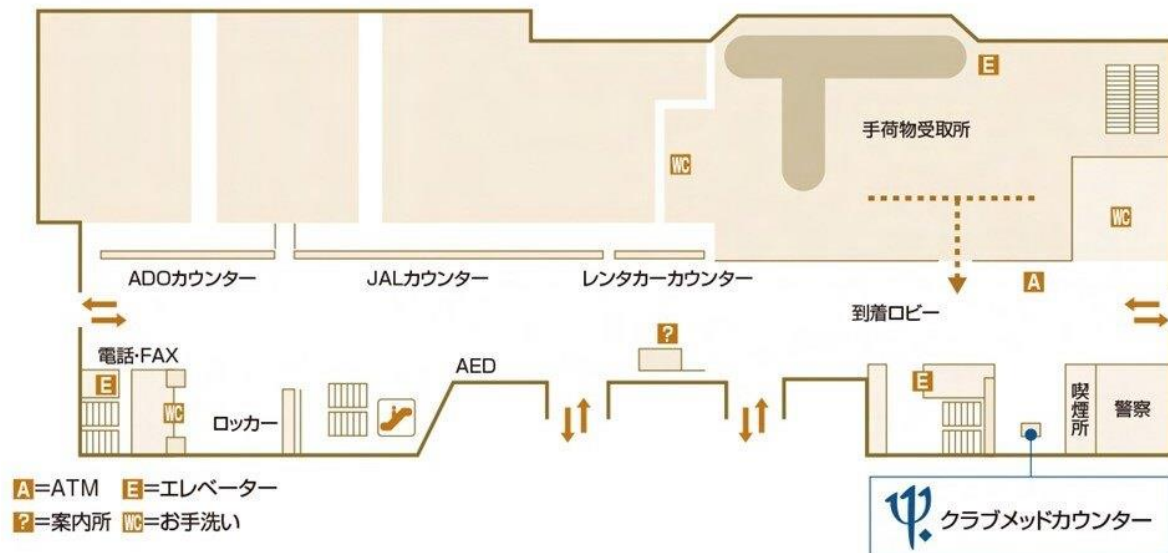 E
手荷物受取所
WC
WC
ADOカウンター
JALカウンター
レンタカーカウンター
A
到着ロビー
?
電話・FAX
AED
E
E
WC
ロッカー
喫煙所
警察
A=ATM E=エレベーター
?=案内所 WC=お手洗い
クラブメッドカウンター